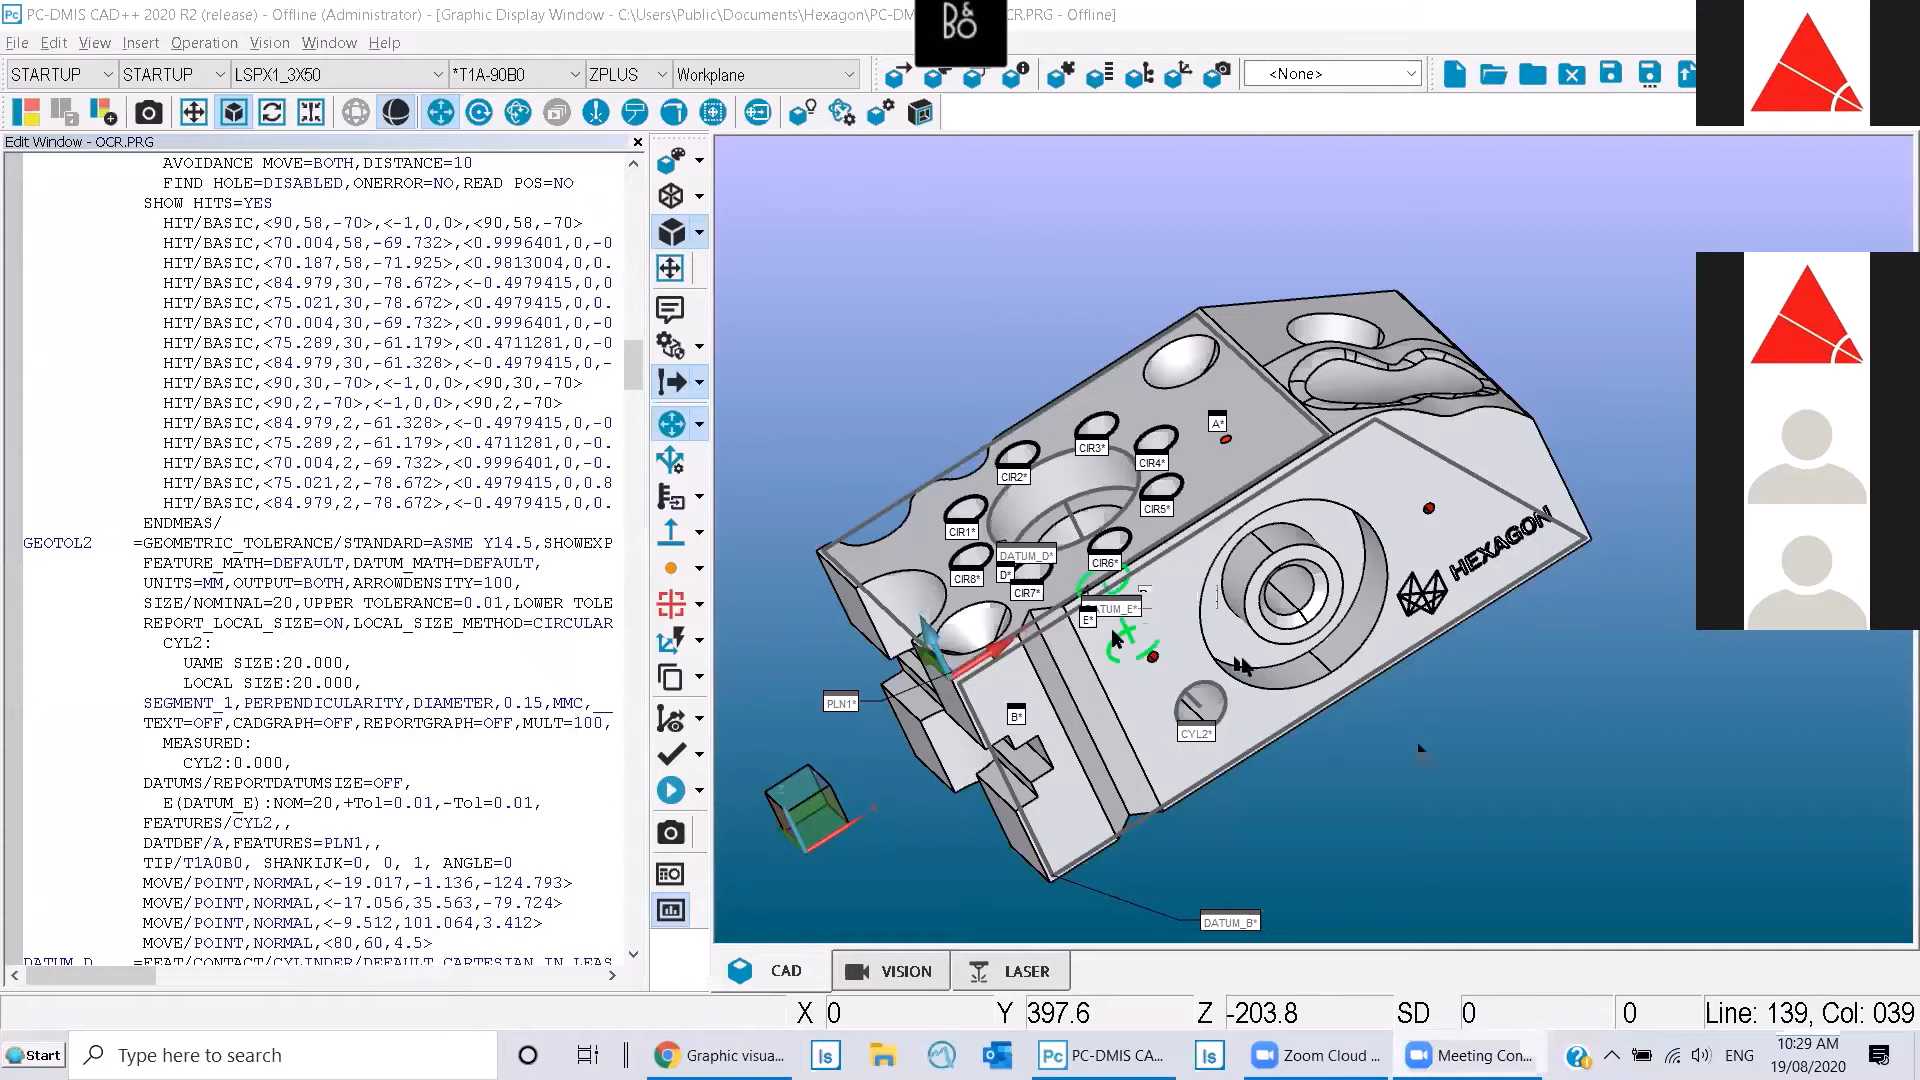 PC-DMIS CAD++ 2020 R2 (release) - Offline (Administrator) - [Graphic Display Window - C:\Users\Public\Documents\Hexagon\PC-DM OCR.PRG - Offline]
B&O
File Edit View Insert Operation Vision Window Help
STARTUP STARTUP LSPX1_3X50 *T1A-90B0 ZPLUS Workplane <None>
Edit Window - OCR.PRG
AVOIDANCE MOVE=BOTH,DISTANCE=10
FIND HOLE=DISABLED,ONERROR=NO,READ POS=NO
SHOW HITS=YES
HIT/BASIC,<90,58,-70>,<-1,0,0>,<90,58,-70>
HIT/BASIC,<70.004,58,-69.732>,<0.9996401,0,-0
HIT/BASIC,<70.187,58,-71.925>,<0.9813004,0,0.
HIT/BASIC,<84.979,30,-78.672>,<-0.4979415,0,0
HIT/BASIC,<75.021,30,-78.672>,<0.4979415,0,0.
HIT/BASIC,<70.004,30,-69.732>,<0.9996401,0,-0
HIT/BASIC,<75.289,30,-61.179>,<0.4711281,0,-0
HIT/BASIC,<84.979,30,-61.328>,<-0.4979415,0,-
HIT/BASIC,<90,30,-70>,<-1,0,0>,<90,30,-70>
HIT/BASIC,<90,2,-70>,<-1,0,0>,<90,2,-70>
HIT/BASIC,<84.979,2,-61.328>,<-0.4979415,0,-0
HIT/BASIC,<75.289,2,-61.179>,<0.4711281,0,-0.
HIT/BASIC,<70.004,2,-69.732>,<0.9996401,0,-0.
HIT/BASIC,<75.021,2,-78.672>,<0.4979415,0,0.8
HIT/BASIC,<84.979,2,-78.672>,<-0.4979415,0,0.
ENDMEAS/
GEOTOL2 =GEOMETRIC_TOLERANCE/STANDARD=ASME Y14.5,SHOWEXP
FEATURE_MATH=DEFAULT,DATUM_MATH=DEFAULT,
UNITS=MM,OUTPUT=BOTH,ARROWDENSITY=100,
SIZE/NOMINAL=20,UPPER TOLERANCE=0.01,LOWER TOLE
REPORT_LOCAL_SIZE=ON,LOCAL_SIZE_METHOD=CIRCULAR
CYL2:
UAME SIZE:20.000,
LOCAL SIZE:20.000,
SEGMENT_1,PERPENDICULARITY,DIAMETER,0.15,MMC,__
TEXT=OFF,CADGRAPH=OFF,REPORTGRAPH=OFF,MULT=100,
MEASURED:
CYL2:0.000,
DATUMS/REPORTDATUMSIZE=OFF,
E(DATUM_E):NOM=20,+Tol=0.01,-Tol=0.01,
FEATURES/CYL2,,
DATDEF/A,FEATURES=PLN1,,
TIP/T1A0B0, SHANKIJK=0, 0, 1, ANGLE=0
MOVE/POINT,NORMAL,<-19.017,-1.136,-124.793>
MOVE/POINT,NORMAL,<-17.056,35.563,-79.724>
MOVE/POINT,NORMAL,<-9.512,101.064,3.412>
MOVE/POINT,NORMAL,<80,60,4.5>
DATUM_D =FEAT/CONTACT/CYLINDER/DEFAULT,CARTESIAN,IN,LEAS
A*
CIR3*
CIR4*
CIR2*
CIR5*
CIR1*
HEXAGON
DATUM_D*
CIR6*
D*
CIR8*
CIR7*
DATUM_E*
E*
PLN1*
B*
CYL2*
X
DATUM_B*
CAD VISION LASER
X 0 Y 397.6 Z -203.8 SD 0 0 Line: 139, Col: 039
Start Type here to search Graphic visua... Is Pc PC-DMIS CA... Is Zoom Cloud ... Meeting Con... ENG 10:29 AM
19/08/2020